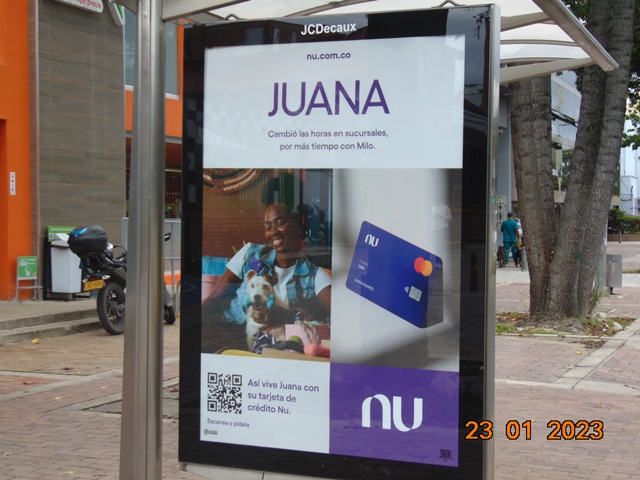 JCDecaux
nu.com.co
JUANA
Cambió las horas en sucursales,
por más tiempo con Milo.
nu
Así vive Juana con
su tarjeta de
crédito Nu.
Escanea y pídela
nu
23 01 2023